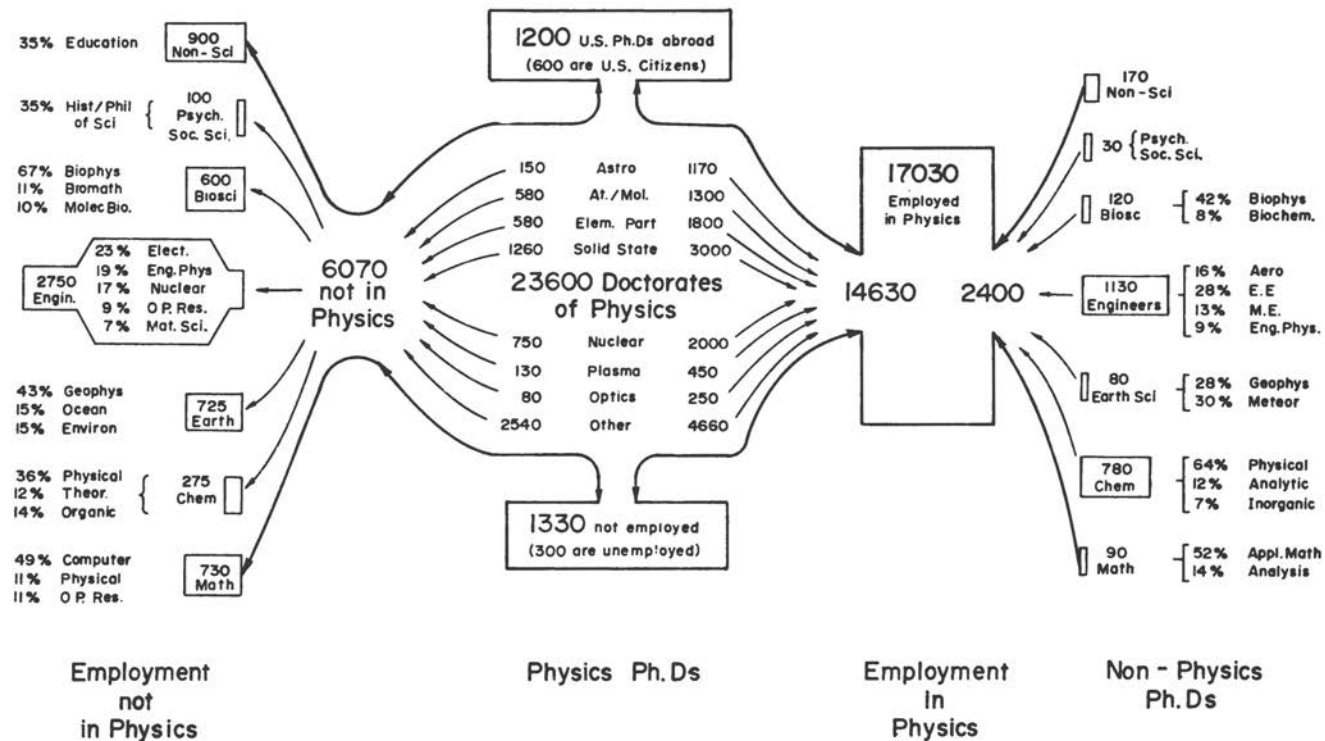 35% Education
900
Non-Sci
35% Hist/Phil
of Sci
100
Psych.
Soc. Sci.
67% Biophys
11% Bromath
10% Molec Bio.
600
Biosci
2750
Engin.
23% Elect.
19% Eng.Phys
17% Nuclear
9% O.P. Res.
7% Mat. Sci.
43% Geophys
15% Ocean
15% Environ
725
Earth
36% Physical
12% Theor.
14% Organic
275
Chem
49% Computer
11% Physical
11% O.P. Res.
730
Math
6070
not in
Physics
1200 U.S. Ph.Ds abroad
(600 are U.S. Citizens)
150 Astro 1170
580 At./Mol. 1300
580 Elem. Part 1800
1260 Solid State 3000
23600 Doctorates
of Physics
750 Nuclear 2000
130 Plasma 450
80 Optics 250
2540 Other 4660
1330 not employed
(300 are unemployed)
17030
Employed
in Physics
14630 2400
170
Non-Sci
30 Psych.
Soc. Sci.
120
Biosc
42% Biophys
8% Biochem.
1130
Engineers
16% Aero
28% E.E
13% M.E.
9% Eng.Phys.
80
Earth Sci
28% Geophys
30% Meteor
780
Chem
64% Physical
12% Analytic
7% Inorganic
90
Math
52% Appl.Math
14% Analysis
Employment
not
in Physics
Physics Ph.Ds
Employment
In
Physics
Non-Physics
Ph.Ds